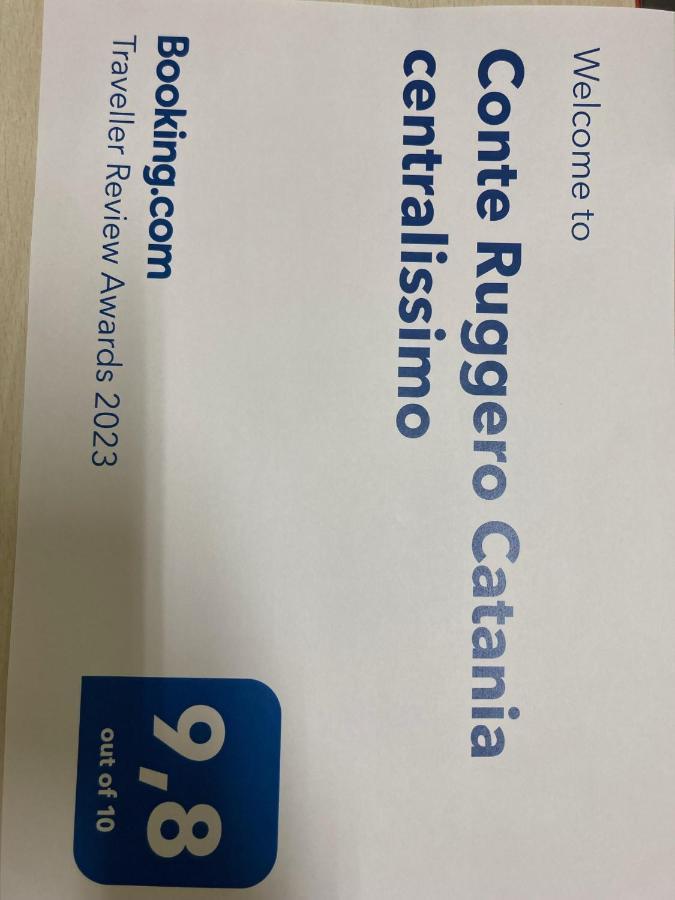 Welcome to
Conte Ruggero Catania
centralissimo
Booking.com
Traveller Review Awards 2023
9,8
out of 10